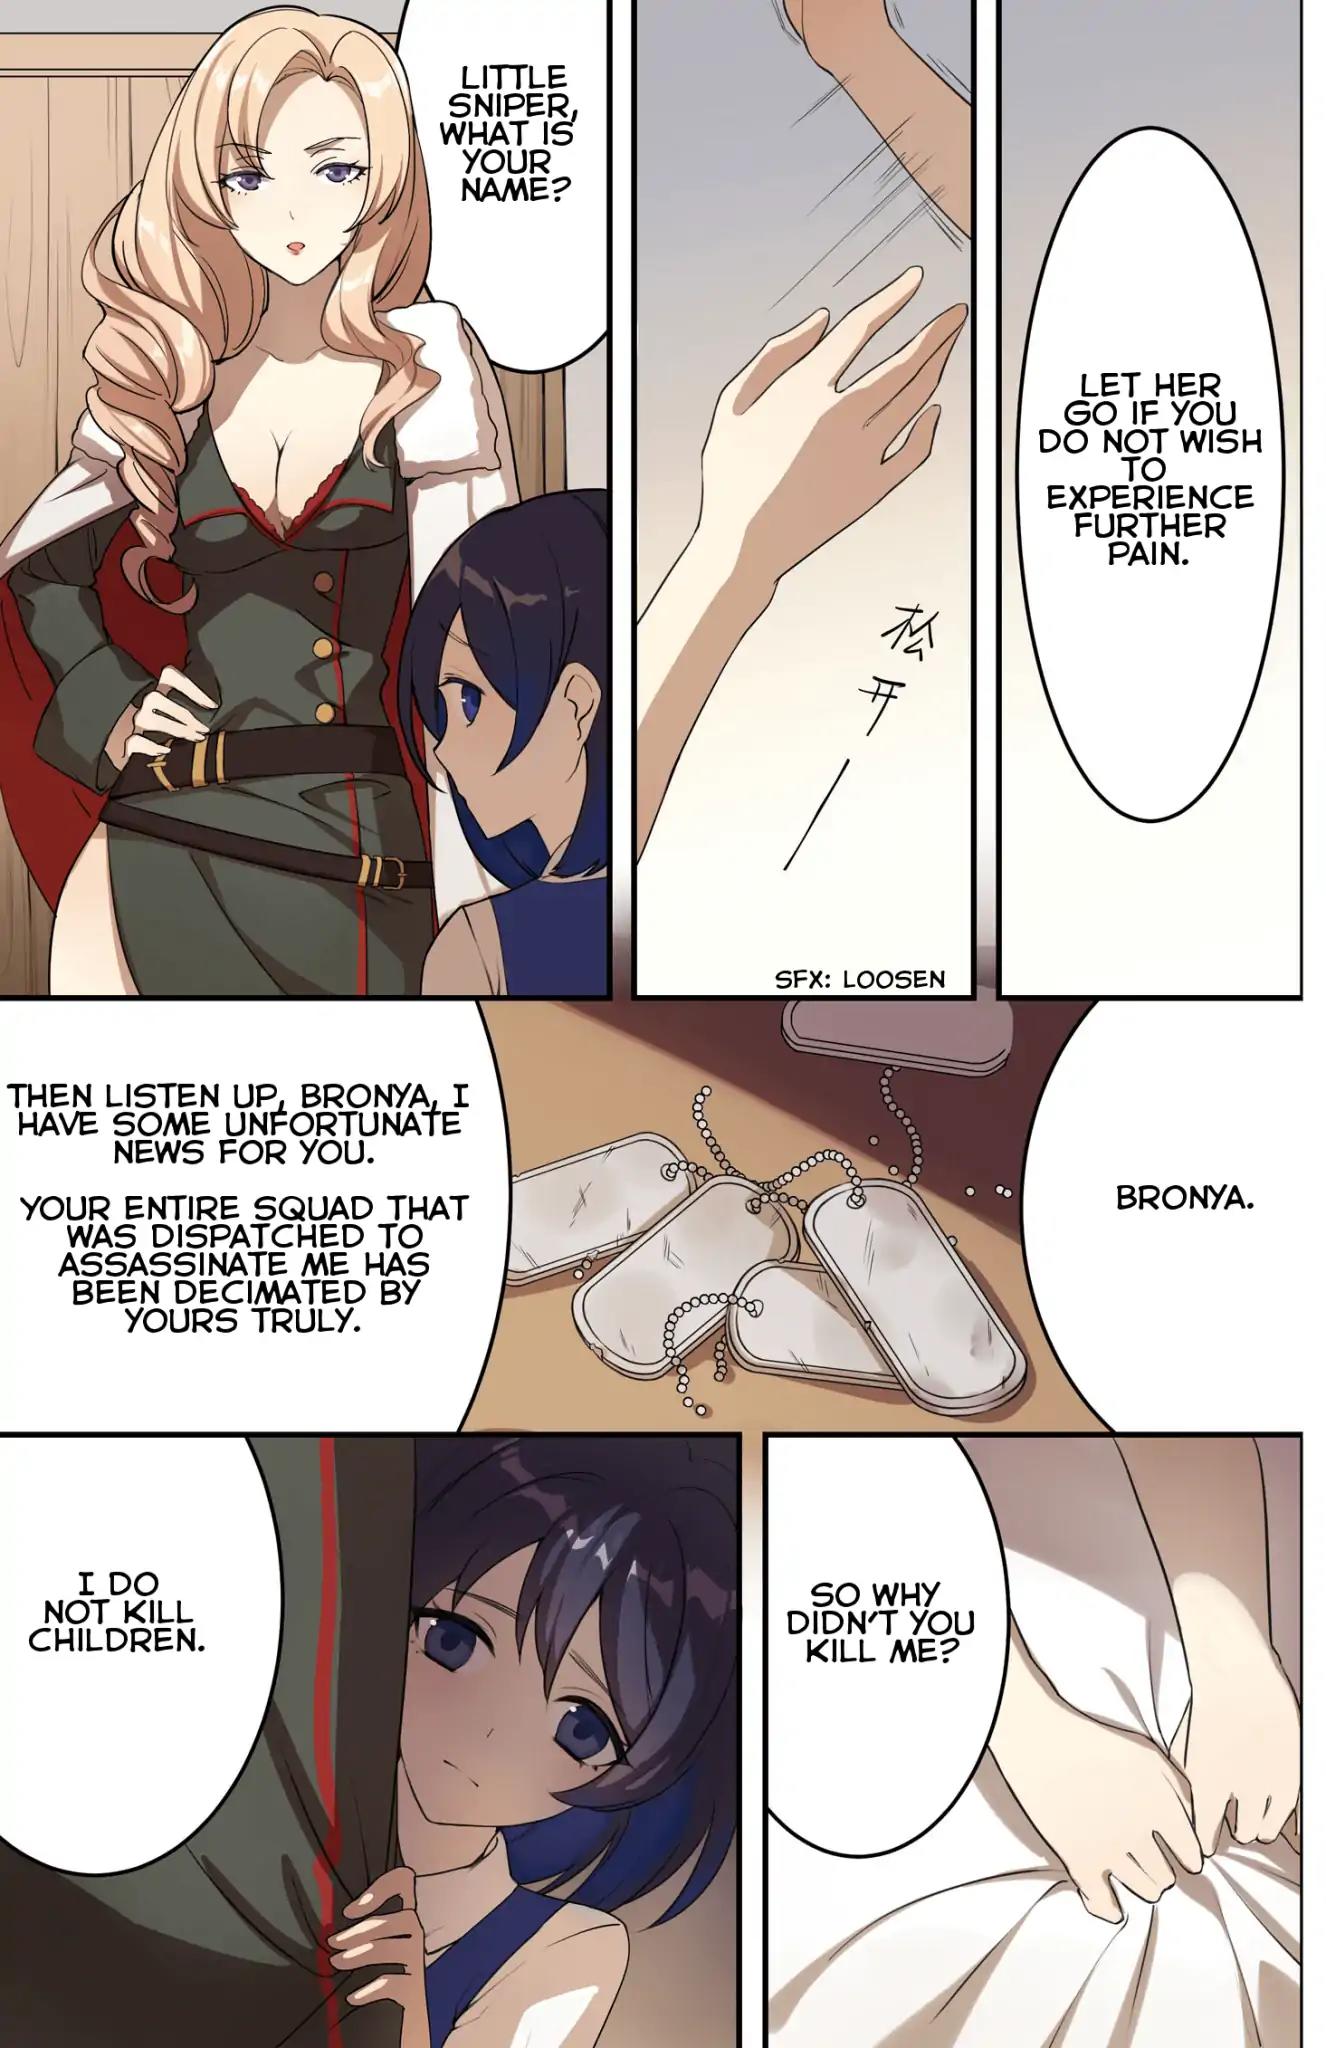 LET HER
GO IF YOU
DO NOT WISH
TO
EXPERIENCE
FURTHER
PAIN.
松
开
SFX: LOOSEN
LITTLE
SNIPER,
WHAT IS
YOUR
NAME?
BRONYA.
THEN LISTEN UP, BRONYA, I
HAVE SOME UNFORTUNATE
NEWS FOR YOU.
YOUR ENTIRE SQUAD THAT
WAS DISPATCHED TO
ASSASSINATE ME HAS
BEEN DECIMATED BY
YOURS TRULY.
SO WHY
DIDN'T YOU
KILL ME?
I DO
NOT KILL
CHILDREN.